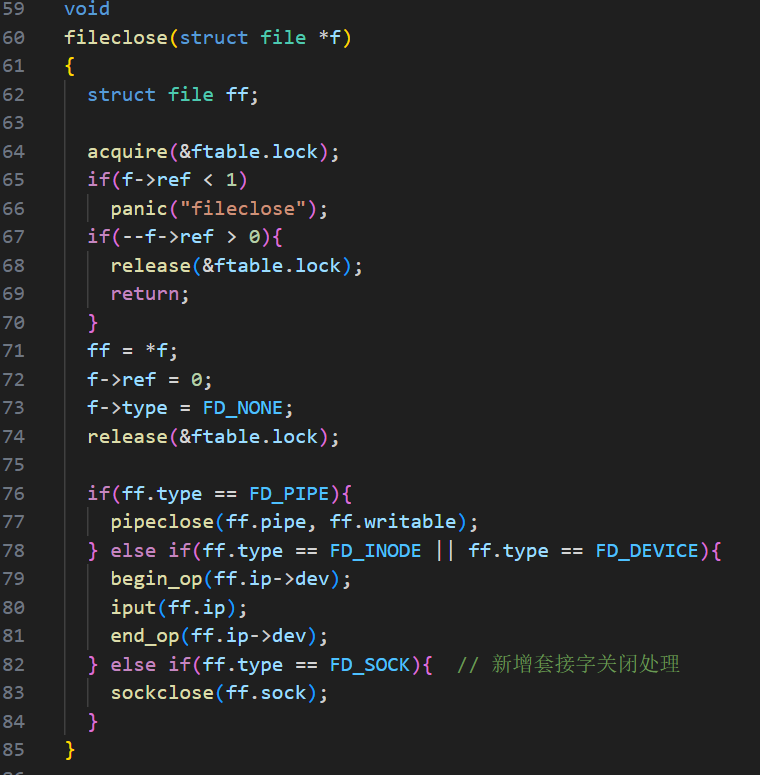 59 void
60 fileclose(struct file *f)
61 {
62   struct file ff;
63
64   acquire(&ftable.lock);
65   if(f->ref < 1)
66     panic("fileclose");
67   if(--f->ref > 0){
68     release(&ftable.lock);
69     return;
70   }
71   ff = *f;
72   f->ref = 0;
73   f->type = FD_NONE;
74   release(&ftable.lock);
75
76   if(ff.type == FD_PIPE){
77     pipeclose(ff.pipe, ff.writable);
78   } else if(ff.type == FD_INODE || ff.type == FD_DEVICE){
79     begin_op(ff.ip->dev);
80     iput(ff.ip);
81     end_op(ff.ip->dev);
82   } else if(ff.type == FD_SOCK){  // 新增套接字关闭处理
83     sockclose(ff.sock);
84   }
85 }